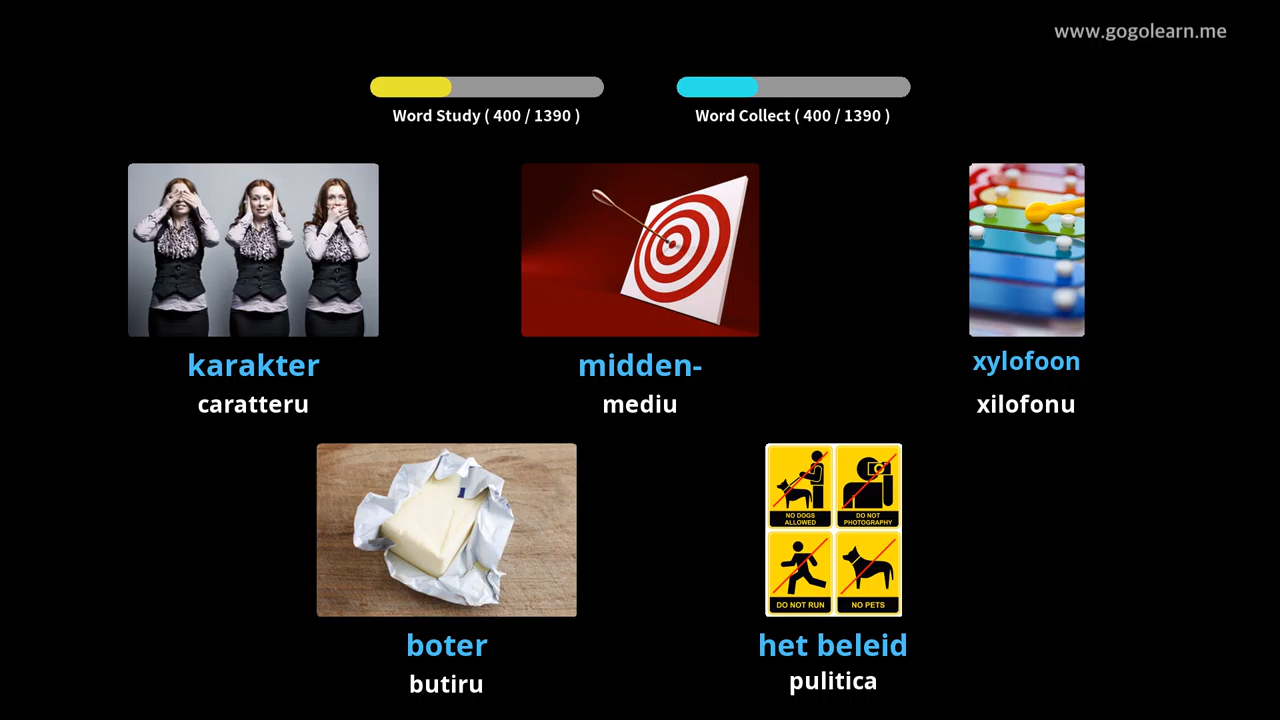 www.gogolearn.me
Word Study ( 400 / 1390 )
Word Collect ( 400 / 1390 )
karakter
caratteru
midden-
mediu
xylofoon
xilofonu
NO DOGS
ALLOWED
DO NOT
PHOTOGRAPHY
DO NOT RUN
NO PETS
boter
butiru
het beleid
pulitica